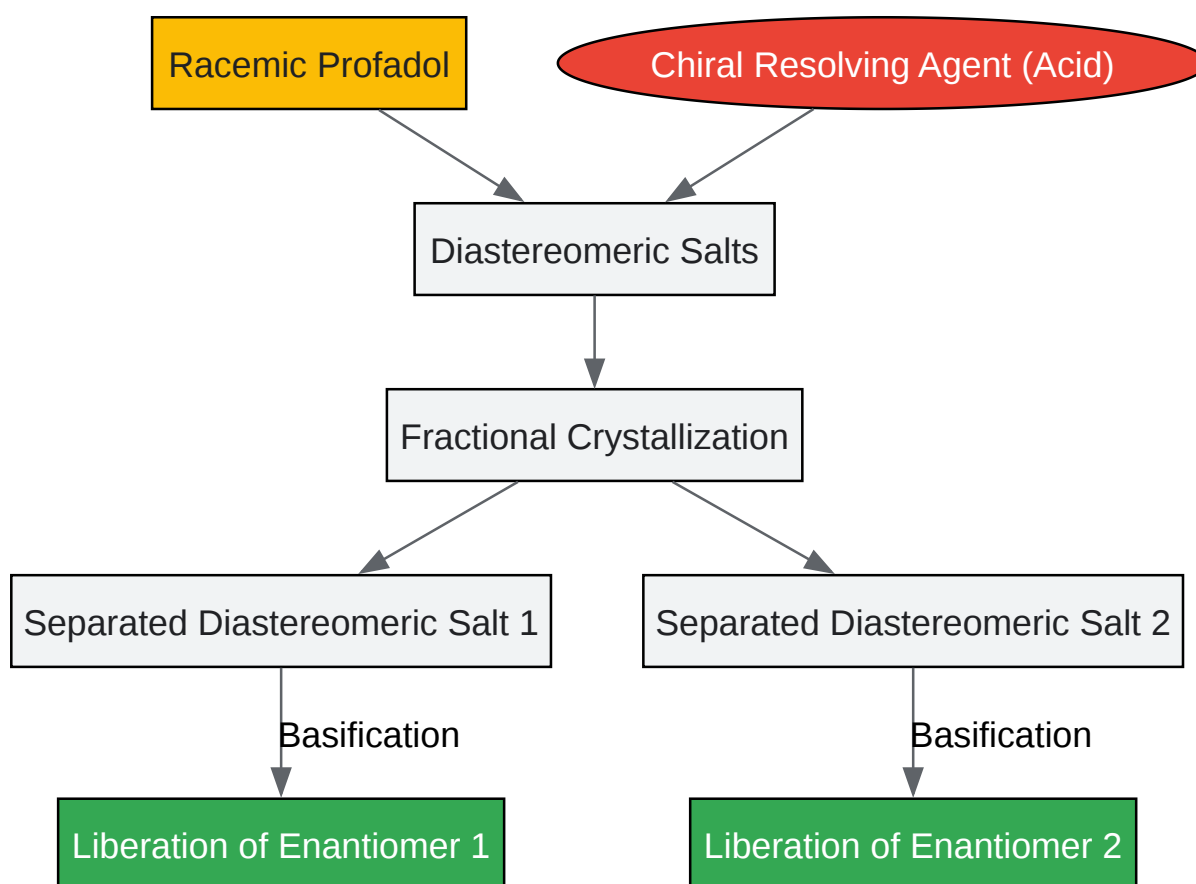 Racemic Profadol
Chiral Resolving Agent (Acid)
Diastereomeric Salts
Fractional Crystallization
Separated Diastereomeric Salt 1
Separated Diastereomeric Salt 2
Basification
Basification
Liberation of Enantiomer 1
Liberation of Enantiomer 2